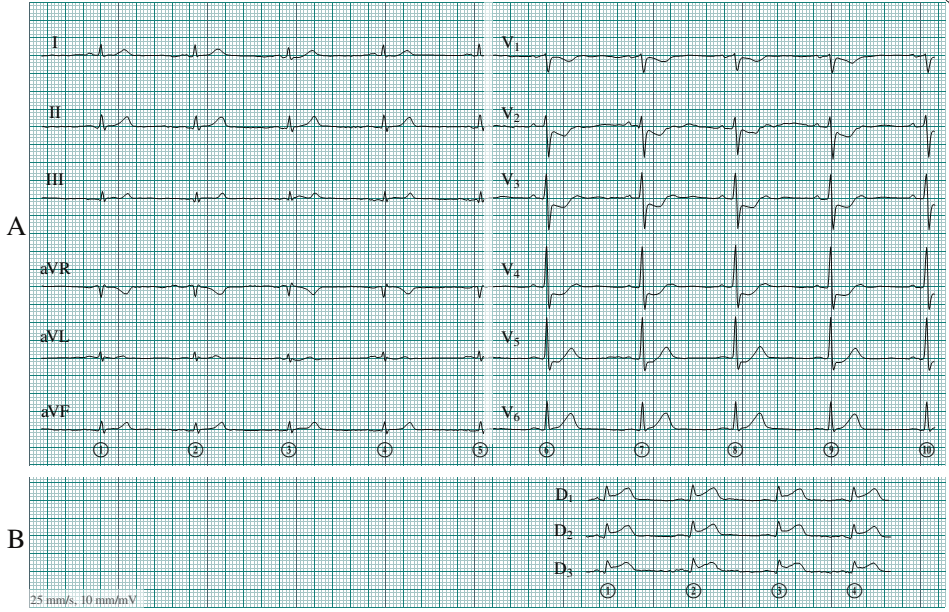 I
V₁
II
V₂
III
V₃
A
aVR
V₄
aVL
V₅
aVF
V₆
① ② ③ ④ ⑤ ⑥ ⑦ ⑧ ⑨ ⑩
D₁
D₂
B
D₃
① ② ③ ④
25 mm/s, 10 mm/mV